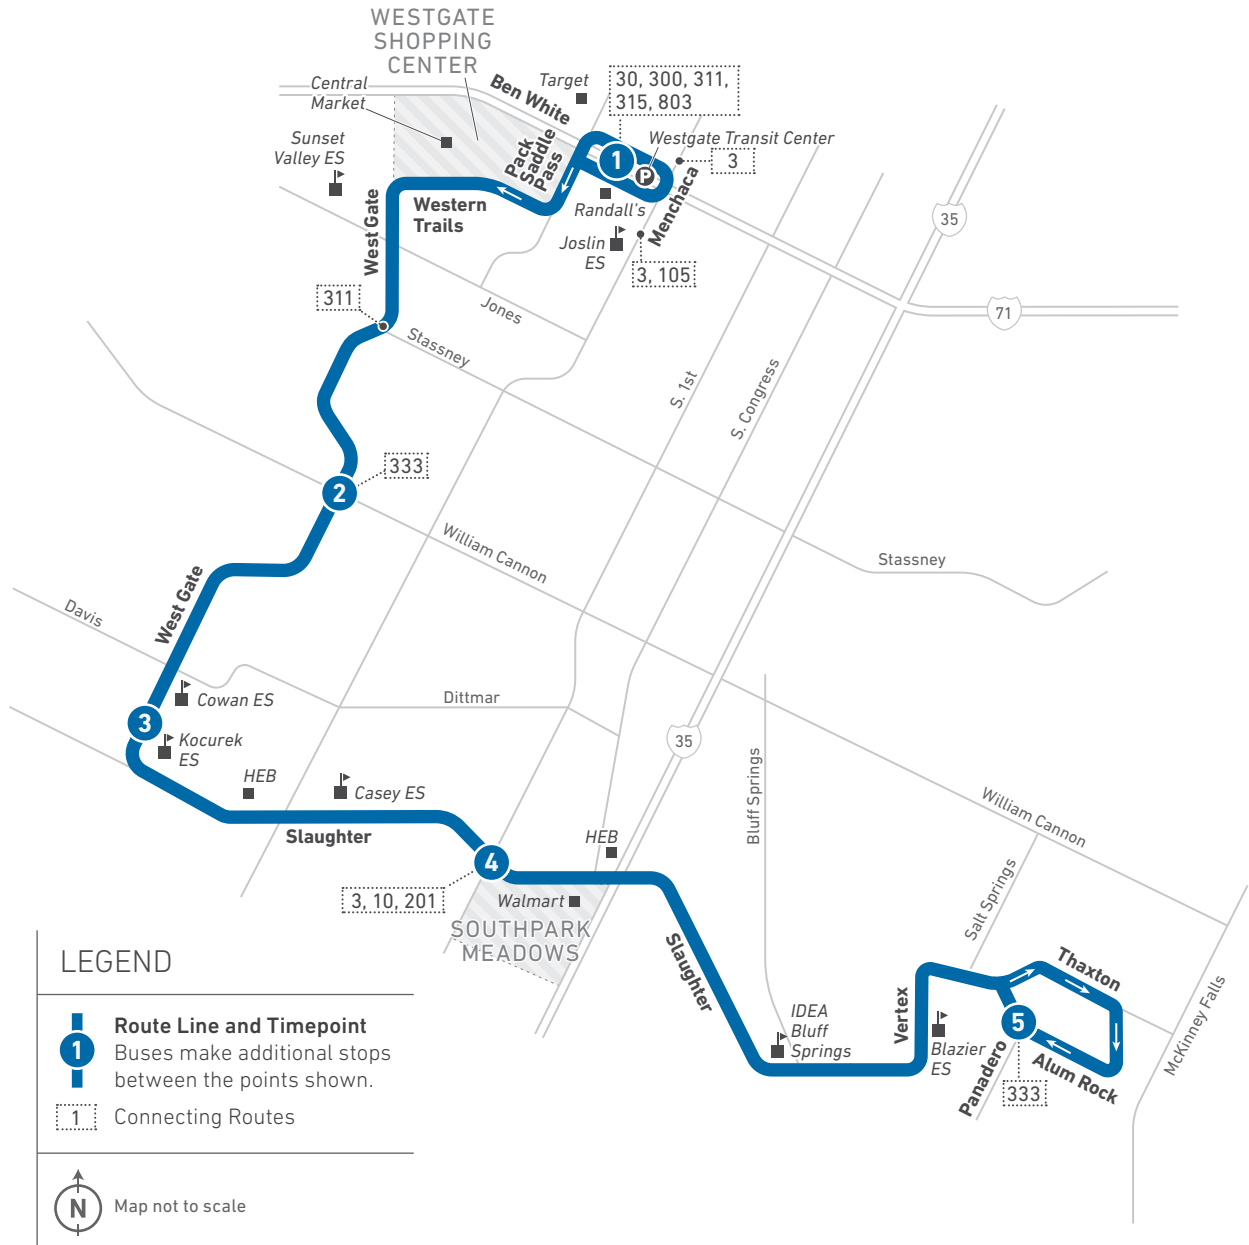 WESTGATE
SHOPPING
CENTER
Central
Market
Target
30, 300, 311,
315, 803
Ben White
Sunset
Valley ES
Pack
Saddle
Pass
1
P
Westgate Transit Center
3
West Gate
Western
Trails
Randall's
Menchaca
Joslin
ES
3, 105
35
311
Jones
71
Stassney
S. 1st
S. Congress
333
2
William Cannon
Stassney
West Gate
Davis
Cowan ES
Dittmar
3
Kocurek
ES
35
HEB
Casey ES
Bluff Springs
William Cannon
Slaughter
HEB
4
3, 10, 201
Walmart
SOUTHPARK
MEADOWS
Salt Springs
Slaughter
Thaxton
McKinney Falls
Vertex
IDEA
Bluff
Springs
Blazier
ES
5
Panadero
Alum Rock
333
LEGEND
Route Line and Timepoint
1
Buses make additional stops
between the points shown.
1
Connecting Routes
N
Map not to scale